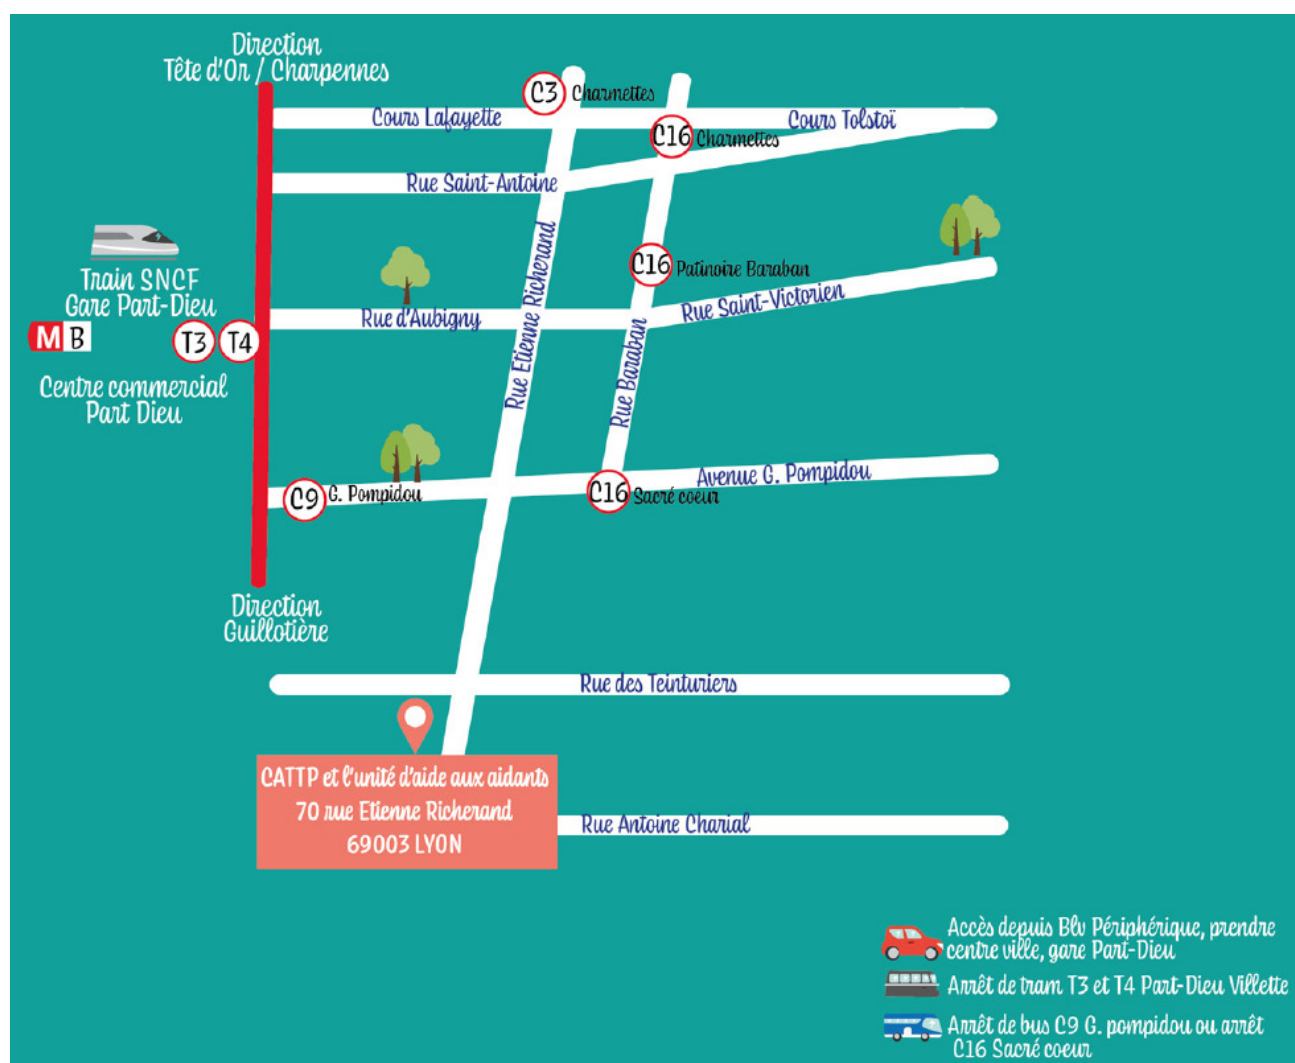 Direction
Tête d'Or / Charpennes
C3 Charmettes
Cours Lafayette
Cours Tolstoï
C16 Charmettes
Rue Saint-Antoine
Rue Etienne Richerand
Train SNCF
Gare Part-Dieu
C16 Patinoire Baraban
Rue Saint-Victorien
Rue d'Aubigny
M B
T3 T4
Rue Baraban
Centre commercial
Part Dieu
Avenue G. Pompidou
C9 G. Pompidou
C16 Sacré coeur
Direction
Guillotière
Rue des Teinturiers
CATTP et l'unité d'aide aux aidants
70 rue Etienne Richerand
69003 LYON
Rue Antoine Charial
Accès depuis Blv Périphérique, prendre
centre ville, gare Part-Dieu
Arrêt de tram T3 et T4 Part-Dieu Villette
Arrêt de bus C9 G. pompidou ou arrêt
C16 Sacré coeur